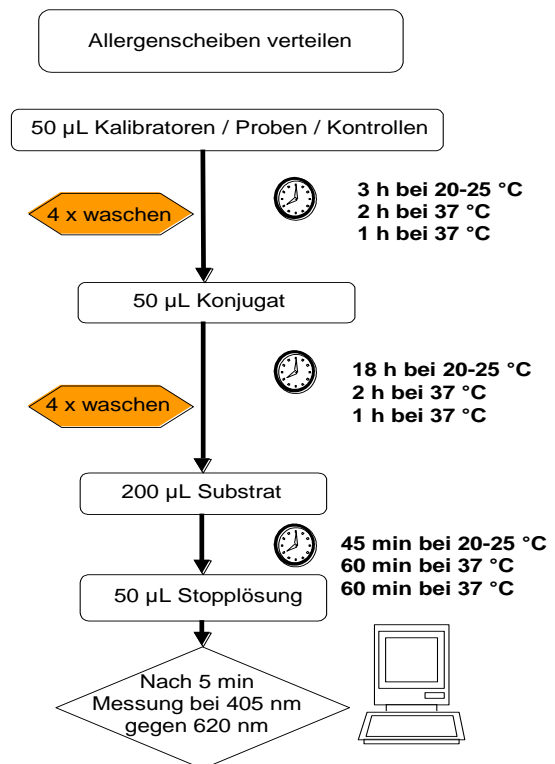 Allergenscheiben verteilen
50 µL Kalibratoren / Proben / Kontrollen
4 x waschen
3 h bei 20-25 °C
2 h bei 37 °C
1 h bei 37 °C
50 µL Konjugat
4 x waschen
18 h bei 20-25 °C
2 h bei 37 °C
1 h bei 37 °C
200 µL Substrat
45 min bei 20-25 °C
60 min bei 37 °C
60 min bei 37 °C
50 µL Stopplösung
Nach 5 min
Messung bei 405 nm
gegen 620 nm